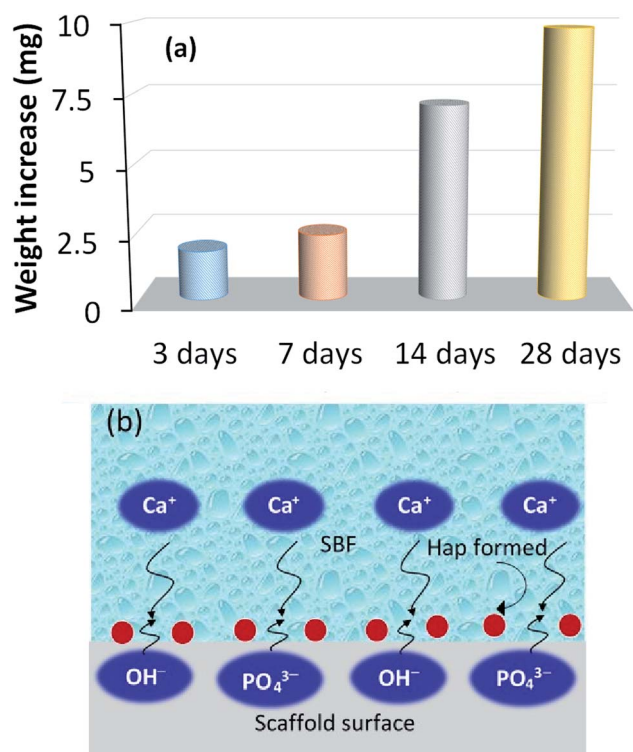 Weight increase (mg)
(a)
10
7.5
5
2.5
0
3 days 7 days 14 days 28 days
(b)
Ca⁺ Ca⁺ Ca⁺ Ca⁺
SBF Hap formed
OH⁻ PO₄³⁻ OH⁻ PO₄³⁻
Scaffold surface